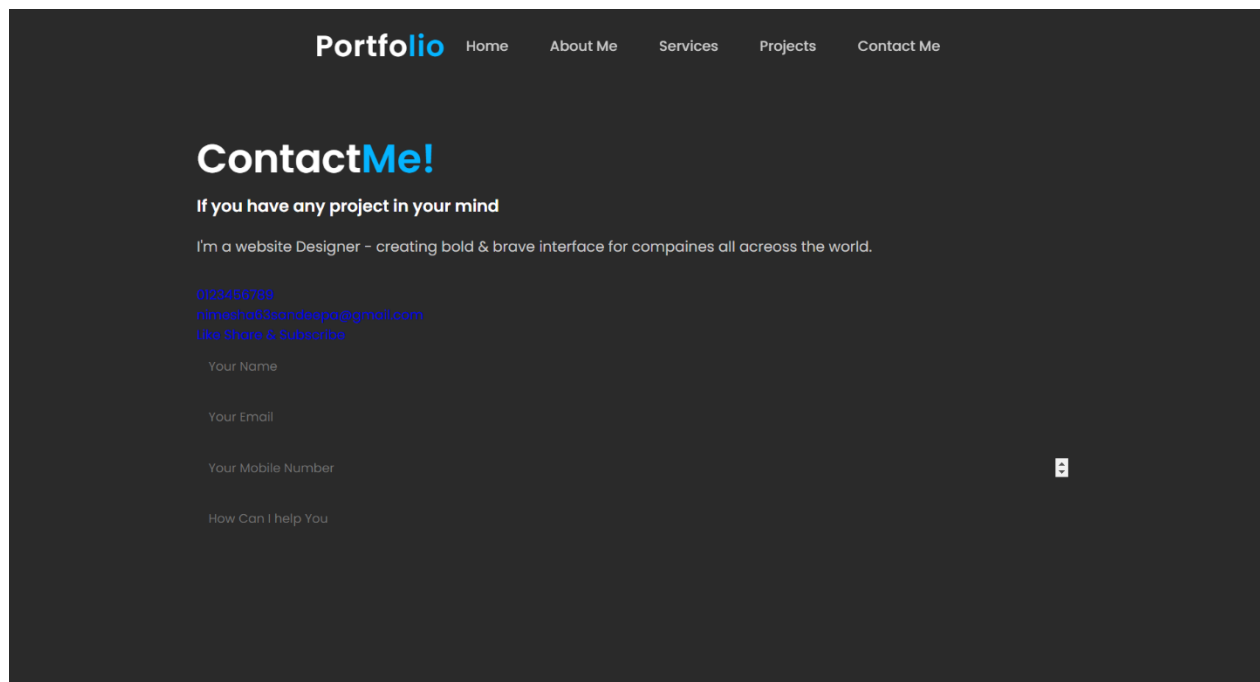 Portfolio Home About Me Services Projects Contact Me
ContactMe!
If you have any project in your mind
I'm a website Designer - creating bold & brave interface for compaines all acreoss the world.
0123456789
nimesha63sandeepa@gmail.com
Like Share & Subscribe
Your Name
Your Email
Your Mobile Number
How Can I help You